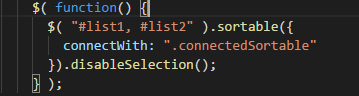 $( function() {
$( "#list1, #list2" ).sortable({
connectWith: ".connectedSortable"
}).disableSelection();
} );